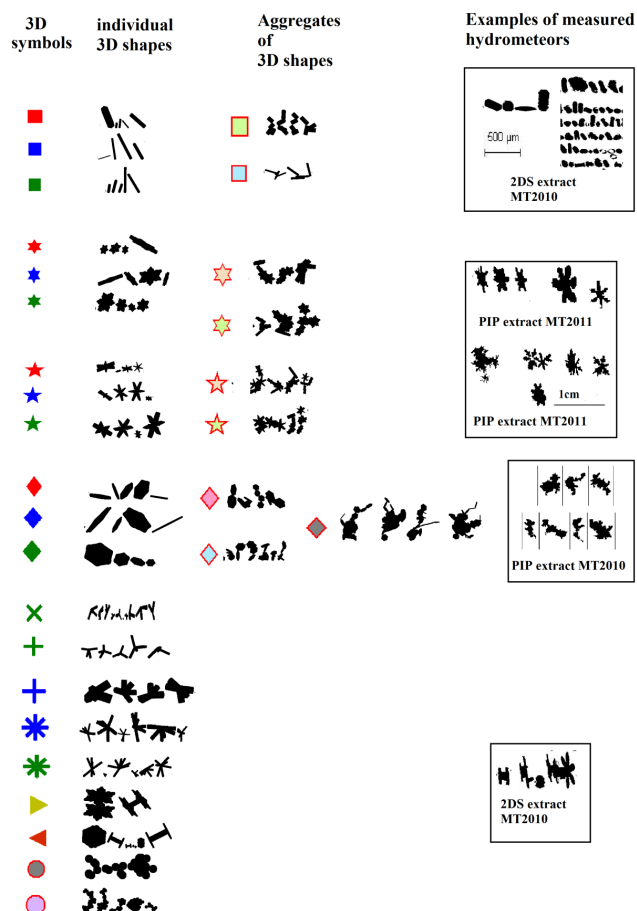 3D
symbols
individual
3D shapes
Aggregates
of
3D shapes
Examples of measured
hydrometeors
500 µm
2DS extract
MT2010
PIP extract MT2011
1cm
PIP extract MT2011
PIP extract MT2010
2DS extract
MT2010